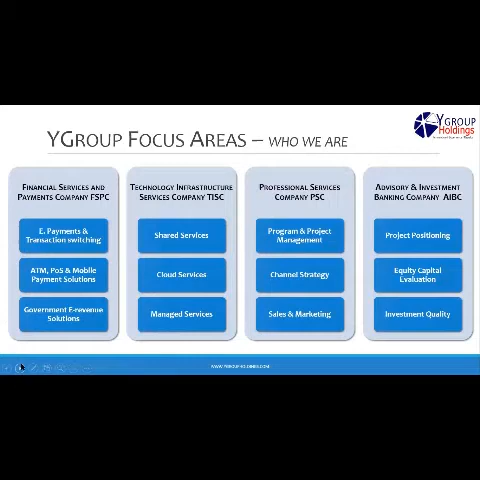 YGROUP
Holdings
YGROUP FOCUS AREAS – WHO WE ARE
FINANCIAL SERVICES AND
PAYMENTS COMPANY FSPC
E. Payments &
Transaction switching
ATM, PoS & Mobile
Payment Solutions
Government E-revenue
Solutions
TECHNOLOGY INFRASTRUCTURE
SERVICES COMPANY TISC
Shared Services
Cloud Services
Managed Services
PROFESSIONAL SERVICES
COMPANY PSC
Program & Project
Management
Channel Strategy
Sales & Marketing
ADVISORY & INVESTMENT
BANKING COMPANY AIBC
Project Positioning
Equity Capital
Evaluation
Investment Quality
WWW.YGROUPHOLDINGS.COM